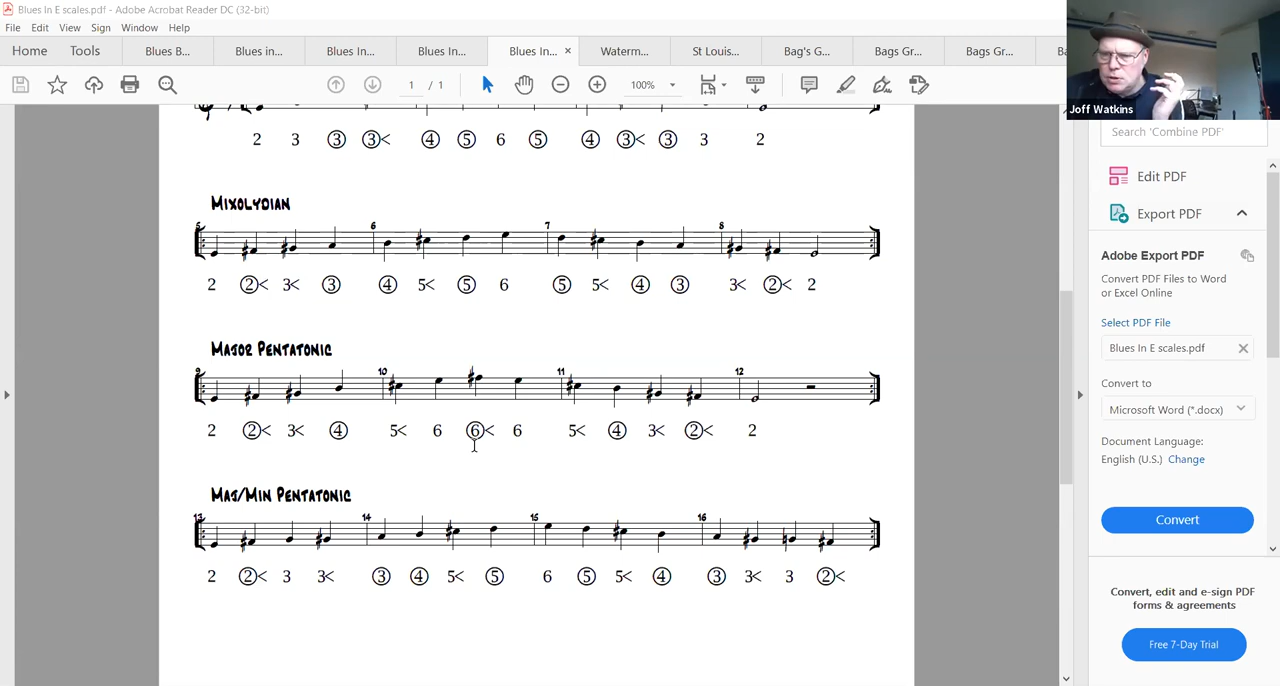 Blues In E scales.pdf - Adobe Acrobat Reader DC (32-bit)
File Edit View Sign Window Help
Home Tools Blues B... Blues in... Blues In... Blues In... Blues In... × Waterm... St Louis... Bag's G... Bags Gr... Bags Gr... Ba
1 / 1 100%
Joff Watkins
2 3 ③ ③< ④ ⑤ 6 ⑤ ④ ③< ③ 3 2
Mixolydian
5 6 7 8
2 ②< 3< ③ ④ 5< ⑤ 6 ⑤ 5< ④ ③ 3< ②< 2
Major Pentatonic
9 10 11 12
2 ②< 3< ④ 5< 6 ⑥< 6 5< ④ 3< ②< 2
Maj/Min Pentatonic
13 14 15 16
2 ②< 3 3< ③ ④ 5< ⑤ 6 ⑤ 5< ④ ③ 3< 3 ②<
Search 'Combine PDF'
Edit PDF
Export PDF
Adobe Export PDF
Convert PDF Files to Word
or Excel Online
Select PDF File
Blues In E scales.pdf
Convert to
Microsoft Word (*.docx)
Document Language:
English (U.S.) Change
Convert
Convert, edit and e-sign PDF
forms & agreements
Free 7-Day Trial